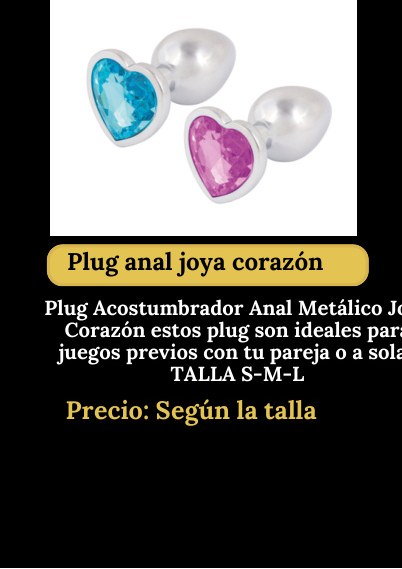 Plug anal joya corazón
Plug Acostumbrador Anal Metálico
Corazón estos plug son ideales
juegos previos con tu pareja o a
TALLA S-M-L
Precio: Según la talla